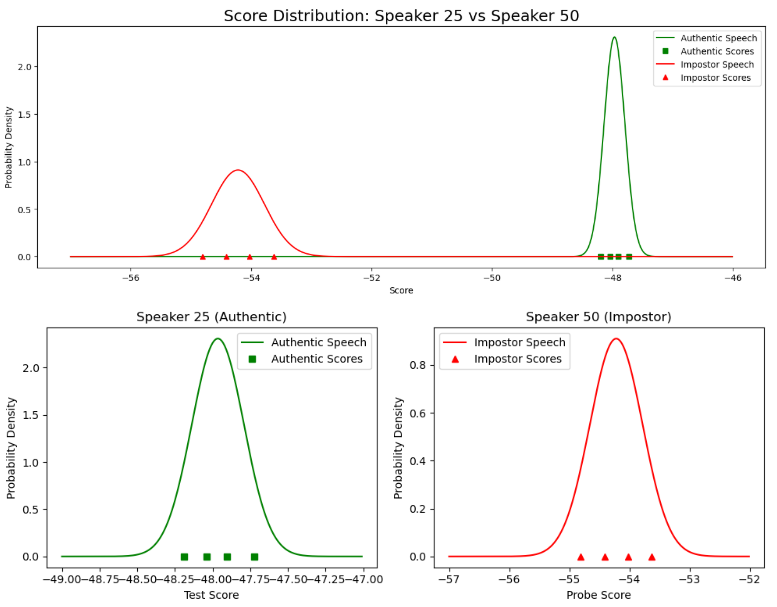 Score Distribution: Speaker 25 vs Speaker 50
Probability Density
2.0
1.5
1.0
0.5
0.0
Authentic Speech
Authentic Scores
Impostor Speech
Impostor Scores
−56 −54 −52 −50 −48 −46
Score
Speaker 25 (Authentic)
Probability Density
2.0
1.5
1.0
0.5
0.0
Authentic Speech
Authentic Scores
−49.00 −48.75 −48.50 −48.25 −48.00 −47.75 −47.50 −47.25 −47.00
Test Score
Speaker 50 (Impostor)
Probability Density
0.8
0.6
0.4
0.2
0.0
Impostor Speech
Impostor Scores
−57 −56 −55 −54 −53 −52
Probe Score